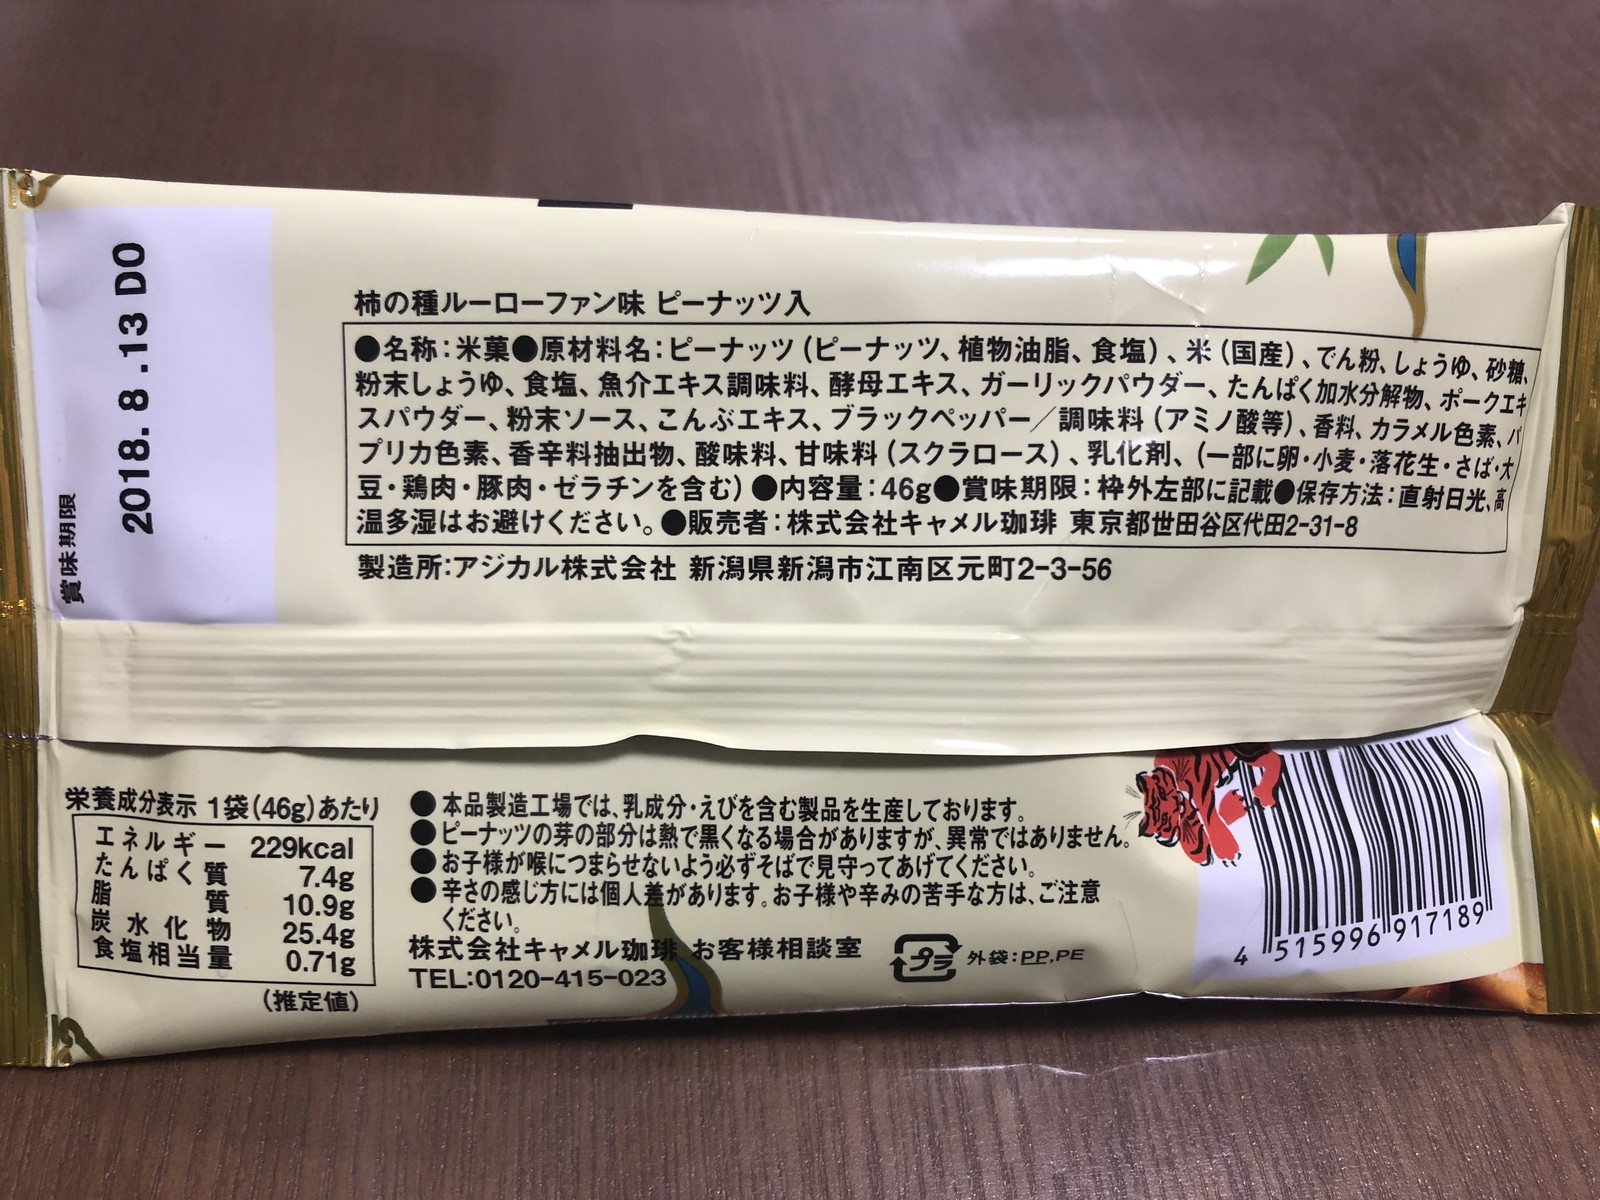 賞味期限
2018. 8 .13 D0
柿の種ルーローファン味 ピーナッツ入
●名称：米菓●原材料名：ピーナッツ（ピーナッツ、植物油脂、食塩）、米（国産）、でん粉、しょうゆ、砂糖、
粉末しょうゆ、食塩、魚介エキス調味料、酵母エキス、ガーリックパウダー、たんぱく加水分解物、ポークエキ
スパウダー、粉末ソース、こんぶエキス、ブラックペッパー／調味料（アミノ酸等）、香料、カラメル色素、パ
プリカ色素、香辛料抽出物、酸味料、甘味料（スクラロース）、乳化剤、（一部に卵・小麦・落花生・さば・大
豆・鶏肉・豚肉・ゼラチンを含む）●内容量：46g●賞味期限：枠外左部に記載●保存方法：直射日光、高
温多湿はお避けください。●販売者：株式会社キャメル珈琲 東京都世田谷区代田2-31-8
製造所：アジカル株式会社 新潟県新潟市江南区元町2-3-56
栄養成分表示 1袋（46g）あたり
エネルギー 229kcal
たんぱく質 7.4g
脂質 10.9g
炭水化物 25.4g
食塩相当量 0.71g
（推定値）
●本品製造工場では、乳成分・えびを含む製品を生産しております。
●ピーナッツの芽の部分は熱で黒くなる場合がありますが、異常ではありません。
●お子様が喉につまらせないよう必ずそばで見守ってあげてください。
●辛さの感じ方には個人差があります。お子様や辛みの苦手な方は、ご注意
ください。
株式会社キャメル珈琲 お客様相談室
TEL:0120-415-023
プラ 外袋：PP,PE
4 515996 917189